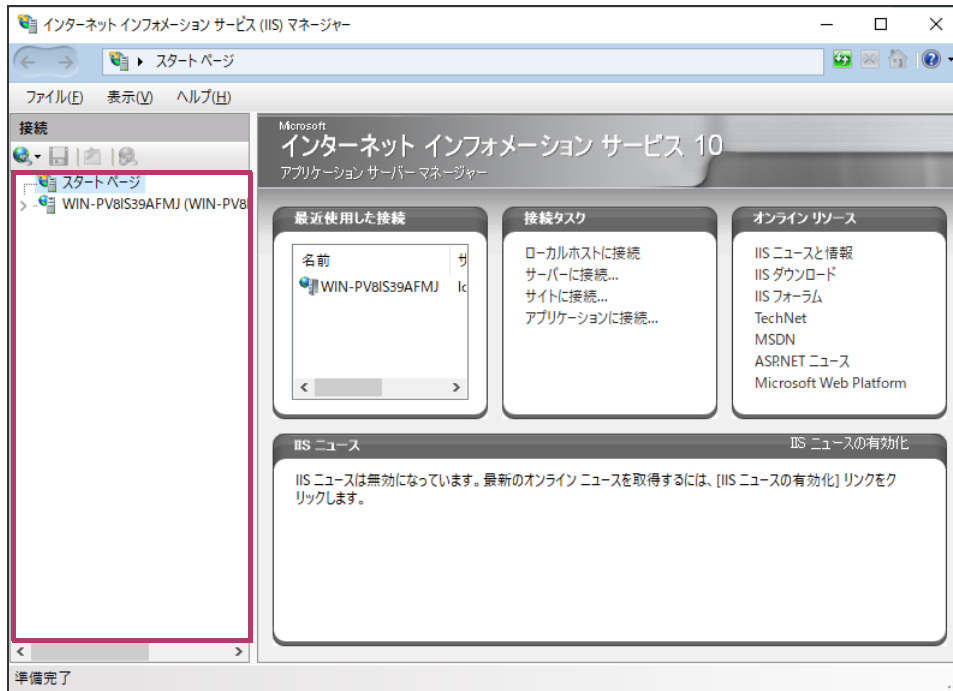 インターネット インフォメーション サービス (IIS) マネージャー
スタート ページ
ファイル(F) 表示(V) ヘルプ(H)
接続
スタート ページ
WIN-PV8IS39AFMJ (WIN-PV8
Microsoft
インターネット インフォメーション サービス 10
アプリケーション サーバー マネージャー
最近使用した接続
名前 サ
WIN-PV8IS39AFMJ lc
接続タスク
ローカルホストに接続
サーバーに接続...
サイトに接続...
アプリケーションに接続...
オンライン リソース
IIS ニュースと情報
IIS ダウンロード
IIS フォーラム
TechNet
MSDN
ASP.NET ニュース
Microsoft Web Platform
IIS ニュース IIS ニュースの有効化
IIS ニュースは無効になっています。最新のオンライン ニュースを取得するには、[IIS ニュースの有効化] リンクをク
リックします。
準備完了